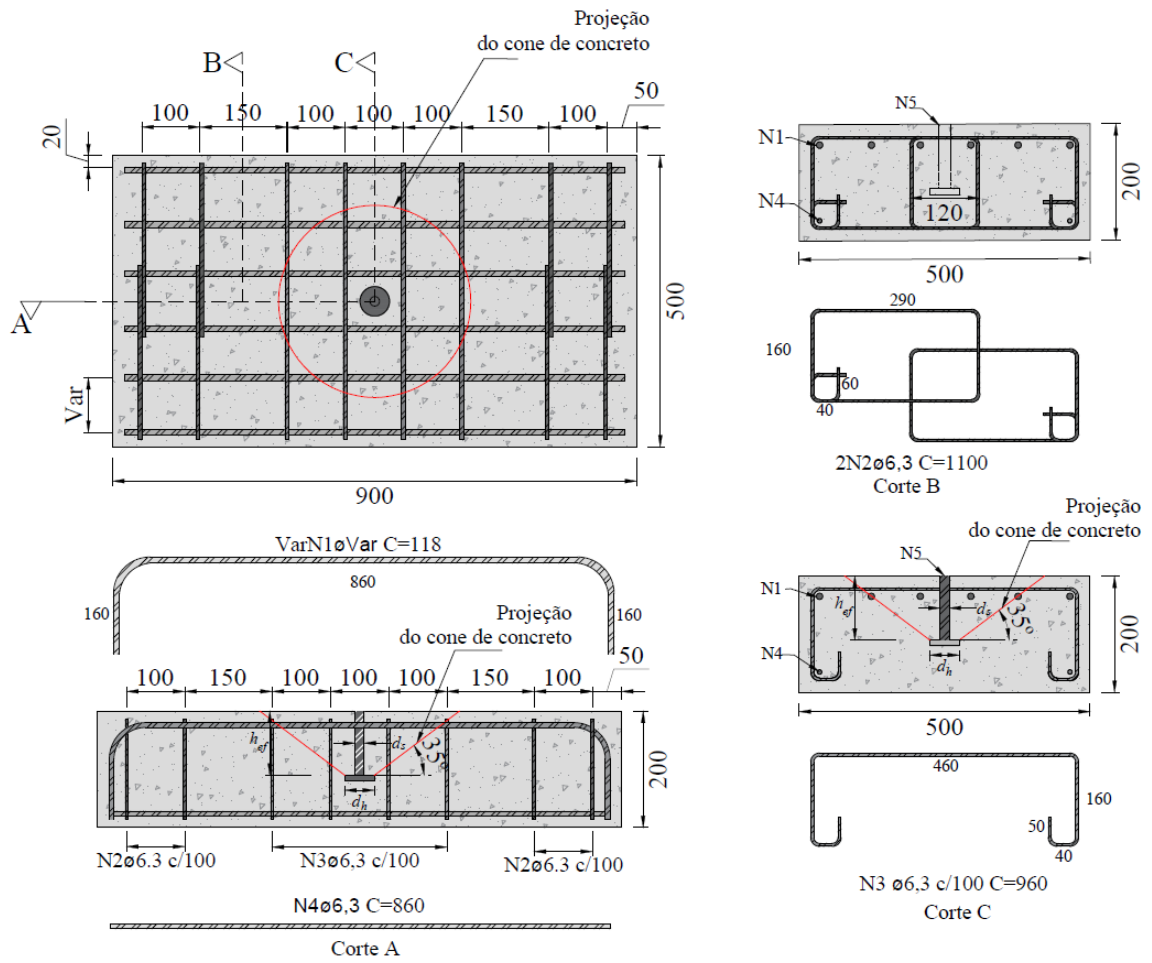 Projeção
do cone de concreto
B
C
100
150
100
100
100
150
100
50
20
A
Var
500
900
N5
N1
N4
120
200
500
290
160
60
40
2N2ø6,3 C=1100
Corte B
VarN1øVar C=118
860
160
160
Projeção
do cone de concreto
100
150
100
100
100
150
100
50
hef
ds
35°
dh
200
N2ø6.3 c/100
N3ø6,3 c/100
N2ø6.3 c/100
N4ø6,3 C=860
Corte A
Projeção
do cone de concreto
N5
N1
hef
ds
35°
N4
dh
200
500
460
160
50
40
N3 ø6,3 c/100 C=960
Corte C